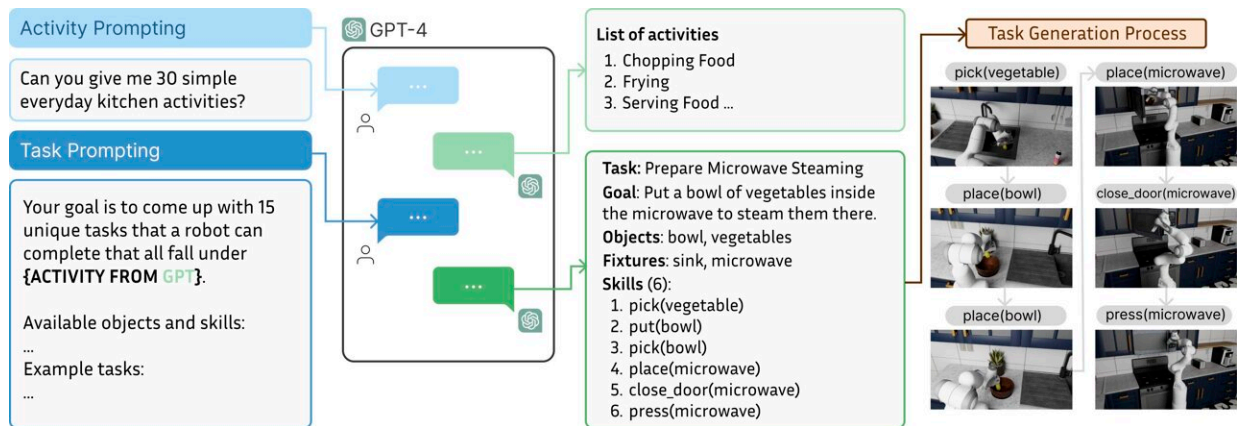 Activity Prompting
Can you give me 30 simple
everyday kitchen activities?
Task Prompting
Your goal is to come up with 15
unique tasks that a robot can
complete that all fall under
{ACTIVITY FROM GPT}.
Available objects and skills:
...
Example tasks:
...
GPT-4
...
...
...
...
List of activities
1. Chopping Food
2. Frying
3. Serving Food ...
Task: Prepare Microwave Steaming
Goal: Put a bowl of vegetables inside
the microwave to steam them there.
Objects: bowl, vegetables
Fixtures: sink, microwave
Skills (6):
1. pick(vegetable)
2. put(bowl)
3. pick(bowl)
4. place(microwave)
5. close_door(microwave)
6. press(microwave)
Task Generation Process
pick(vegetable)
place(bowl)
place(bowl)
place(microwave)
close_door(microwave)
press(microwave)